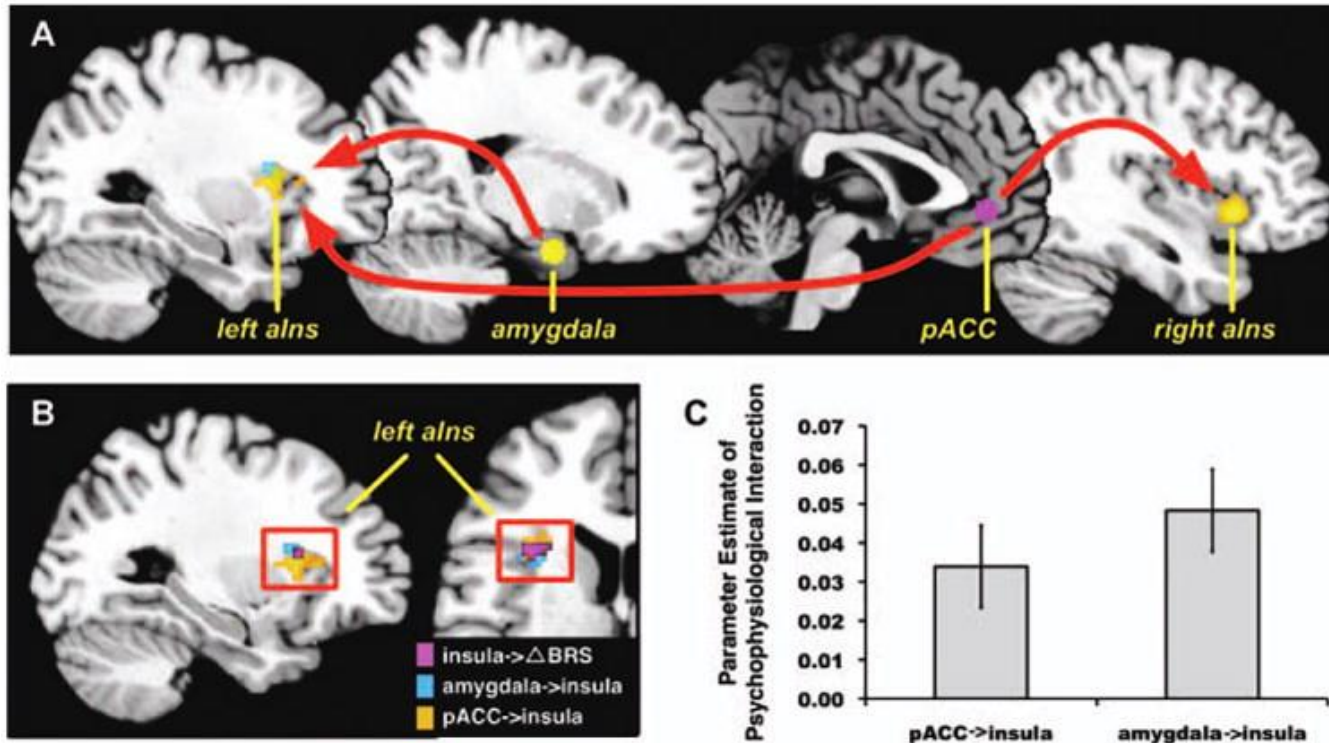 A
left aIns
amygdala
pACC
right aIns
B
left aIns
insula->△BRS
amygdala->insula
pACC->insula
C
Parameter Estimate of
Psychophysiological Interaction
0.07
0.06
0.05
0.04
0.03
0.02
0.01
0.00
pACC->insula
amygdala->insula